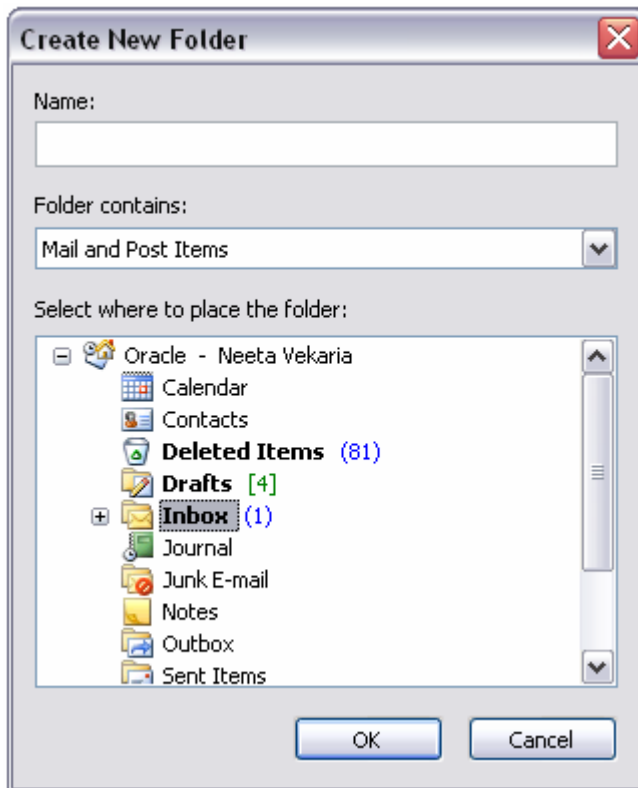 Create New Folder
Name:
Folder contains:
Mail and Post Items
Select where to place the folder:
Oracle - Neeta Vekaria
Calendar
Contacts
Deleted Items (81)
Drafts [4]
Inbox (1)
Journal
Junk E-mail
Notes
Outbox
Sent Items
OK Cancel